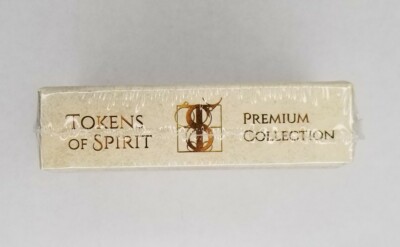 TOKENS
OF SPIRIT
PREMIUM
COLLECTION